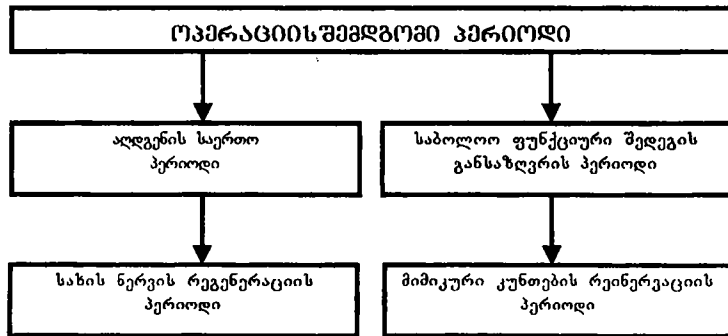 ოპერაციისშემდგომი პერიოდი
აღდგენის საერთო
პერიოდი
საბოლოო ფუნქციური შედეგის
განსაზღვრის პერიოდი
სახის ნერვის რეგენერაციის
პერიოდი
მიმიკური კუნთების რეინერვაციის
პერიოდი